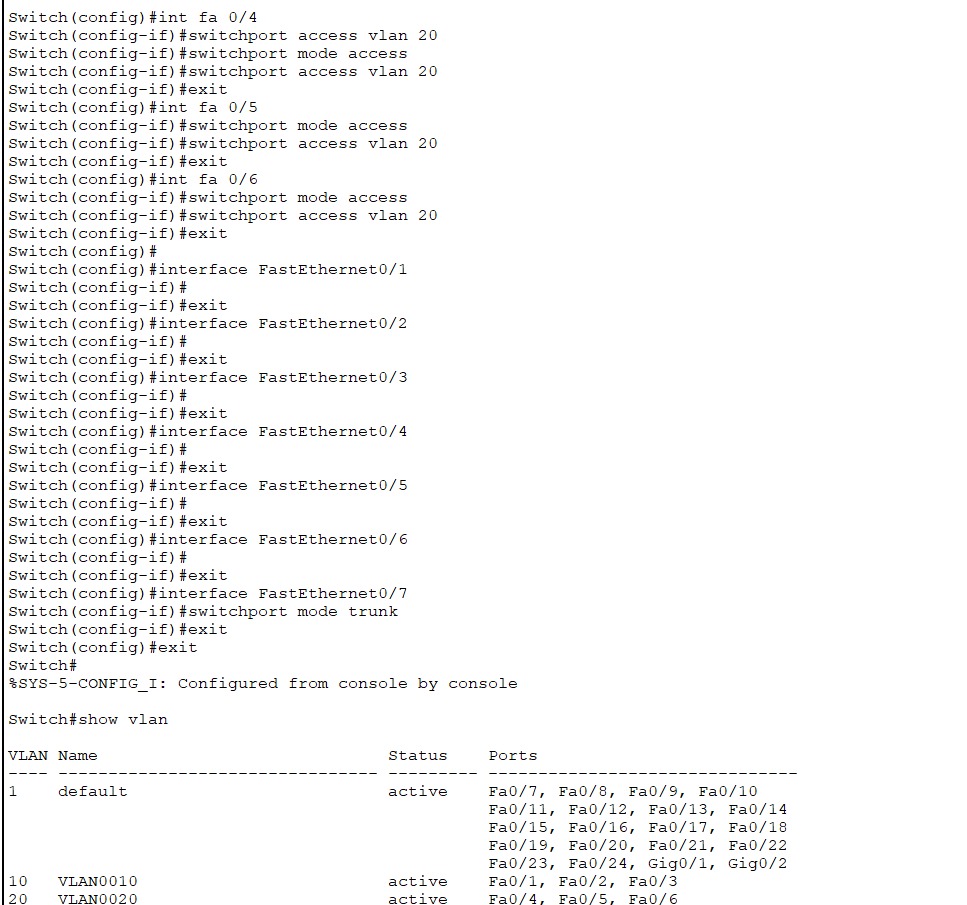 Switch(config)#int fa 0/4
Switch(config-if)#switchport access vlan 20
Switch(config-if)#switchport mode access
Switch(config-if)#switchport access vlan 20
Switch(config-if)#exit
Switch(config)#int fa 0/5
Switch(config-if)#switchport mode access
Switch(config-if)#switchport access vlan 20
Switch(config-if)#exit
Switch(config)#int fa 0/6
Switch(config-if)#switchport mode access
Switch(config-if)#switchport access vlan 20
Switch(config-if)#exit
Switch(config)#
Switch(config)#interface FastEthernet0/1
Switch(config-if)#
Switch(config-if)#exit
Switch(config)#interface FastEthernet0/2
Switch(config-if)#
Switch(config-if)#exit
Switch(config)#interface FastEthernet0/3
Switch(config-if)#
Switch(config-if)#exit
Switch(config)#interface FastEthernet0/4
Switch(config-if)#
Switch(config-if)#exit
Switch(config)#interface FastEthernet0/5
Switch(config-if)#
Switch(config-if)#exit
Switch(config)#interface FastEthernet0/6
Switch(config-if)#
Switch(config-if)#exit
Switch(config)#interface FastEthernet0/7
Switch(config-if)#switchport mode trunk
Switch(config-if)#exit
Switch(config)#exit
Switch#
%SYS-5-CONFIG_I: Configured from console by console

Switch#show vlan

VLAN Name                             Status    Ports
---- -------------------------------- --------- -------------------------------
1    default                          active    Fa0/7, Fa0/8, Fa0/9, Fa0/10
                                                Fa0/11, Fa0/12, Fa0/13, Fa0/14
                                                Fa0/15, Fa0/16, Fa0/17, Fa0/18
                                                Fa0/19, Fa0/20, Fa0/21, Fa0/22
                                                Fa0/23, Fa0/24, Gig0/1, Gig0/2
10   VLAN0010                         active    Fa0/1, Fa0/2, Fa0/3
20   VLAN0020                         active    Fa0/4, Fa0/5, Fa0/6